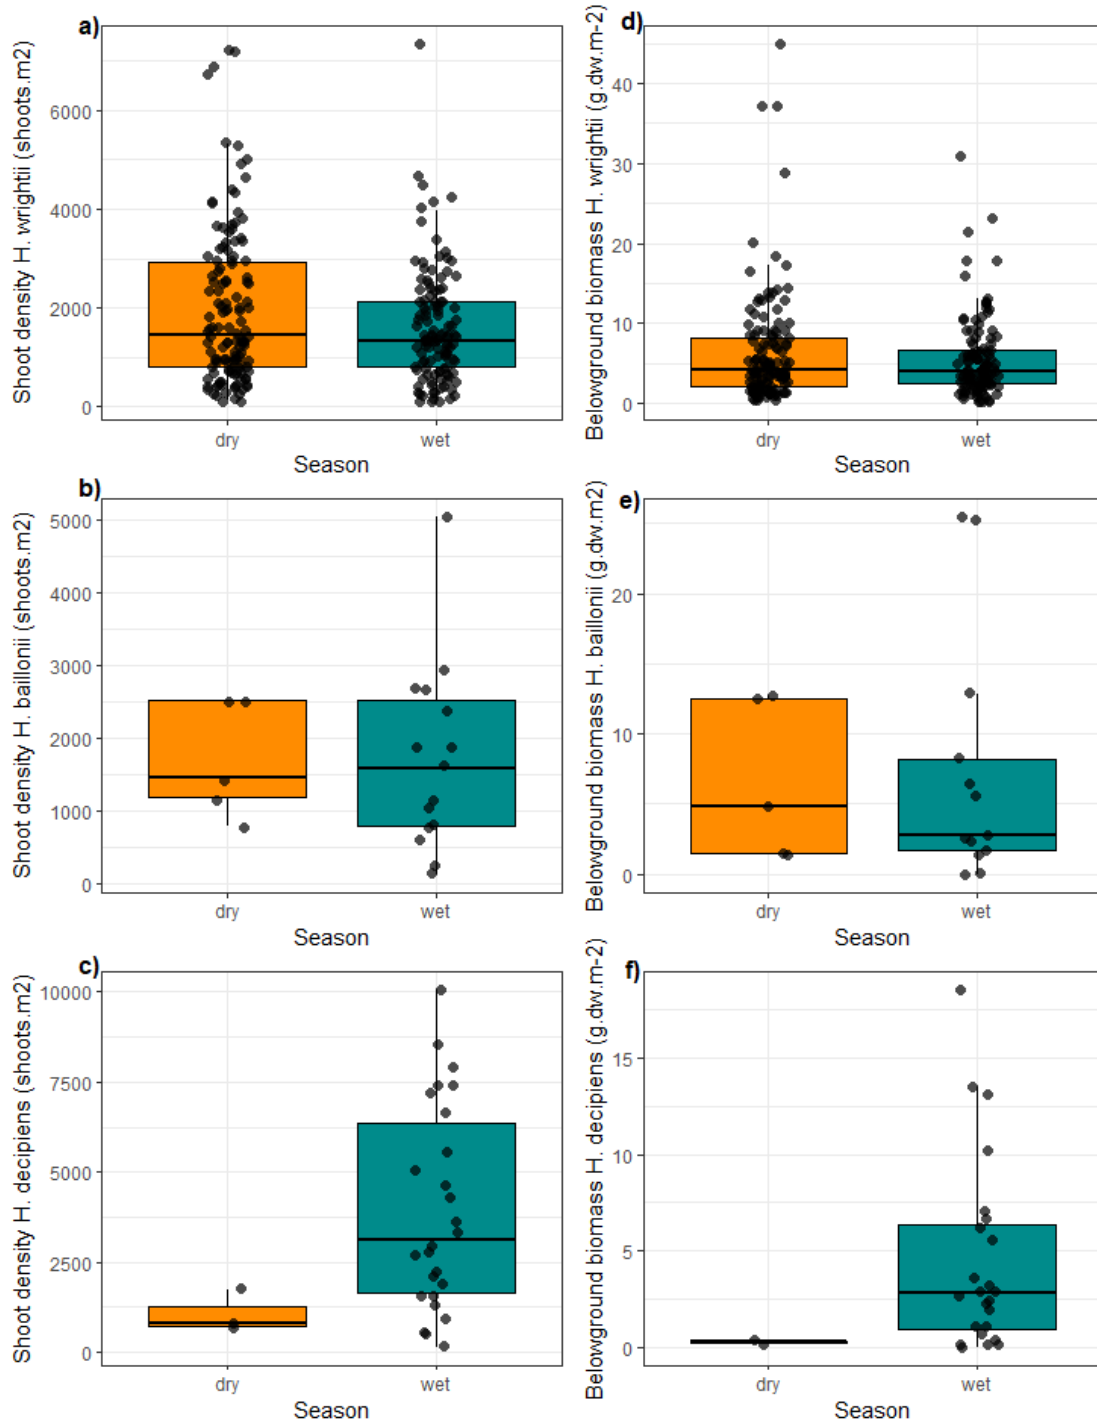 a)
Shoot density H. wrightii (shoots.m2)
6000
4000
2000
0
dry
wet
Season
d)
Belowground biomass H. wrightii (g.dw.m-2)
40
30
20
10
0
dry
wet
Season
b)
Shoot density H. baillonii (shoots.m2)
5000
4000
3000
2000
1000
0
dry
wet
Season
e)
Belowground biomass H. baillonii (g.dw.m2)
20
10
0
dry
wet
Season
c)
Shoot density H. decipiens (shoots.m2)
10000
7500
5000
2500
0
dry
wet
Season
f)
Belowground biomass H. decipiens (g.dw.m-2)
15
10
5
0
dry
wet
Season